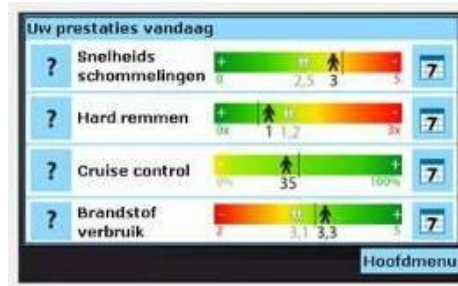 Uw prestaties vandaag
? Snelheids schommelingen + - 0 2,5 3 5 7
? Hard remmen + - 0x 1 1,2 3x 7
? Cruise control - + 0% 35 100% 7
? Brandstof verbruik - + 2 3,1 3,3 5 7
Hoofdmenu